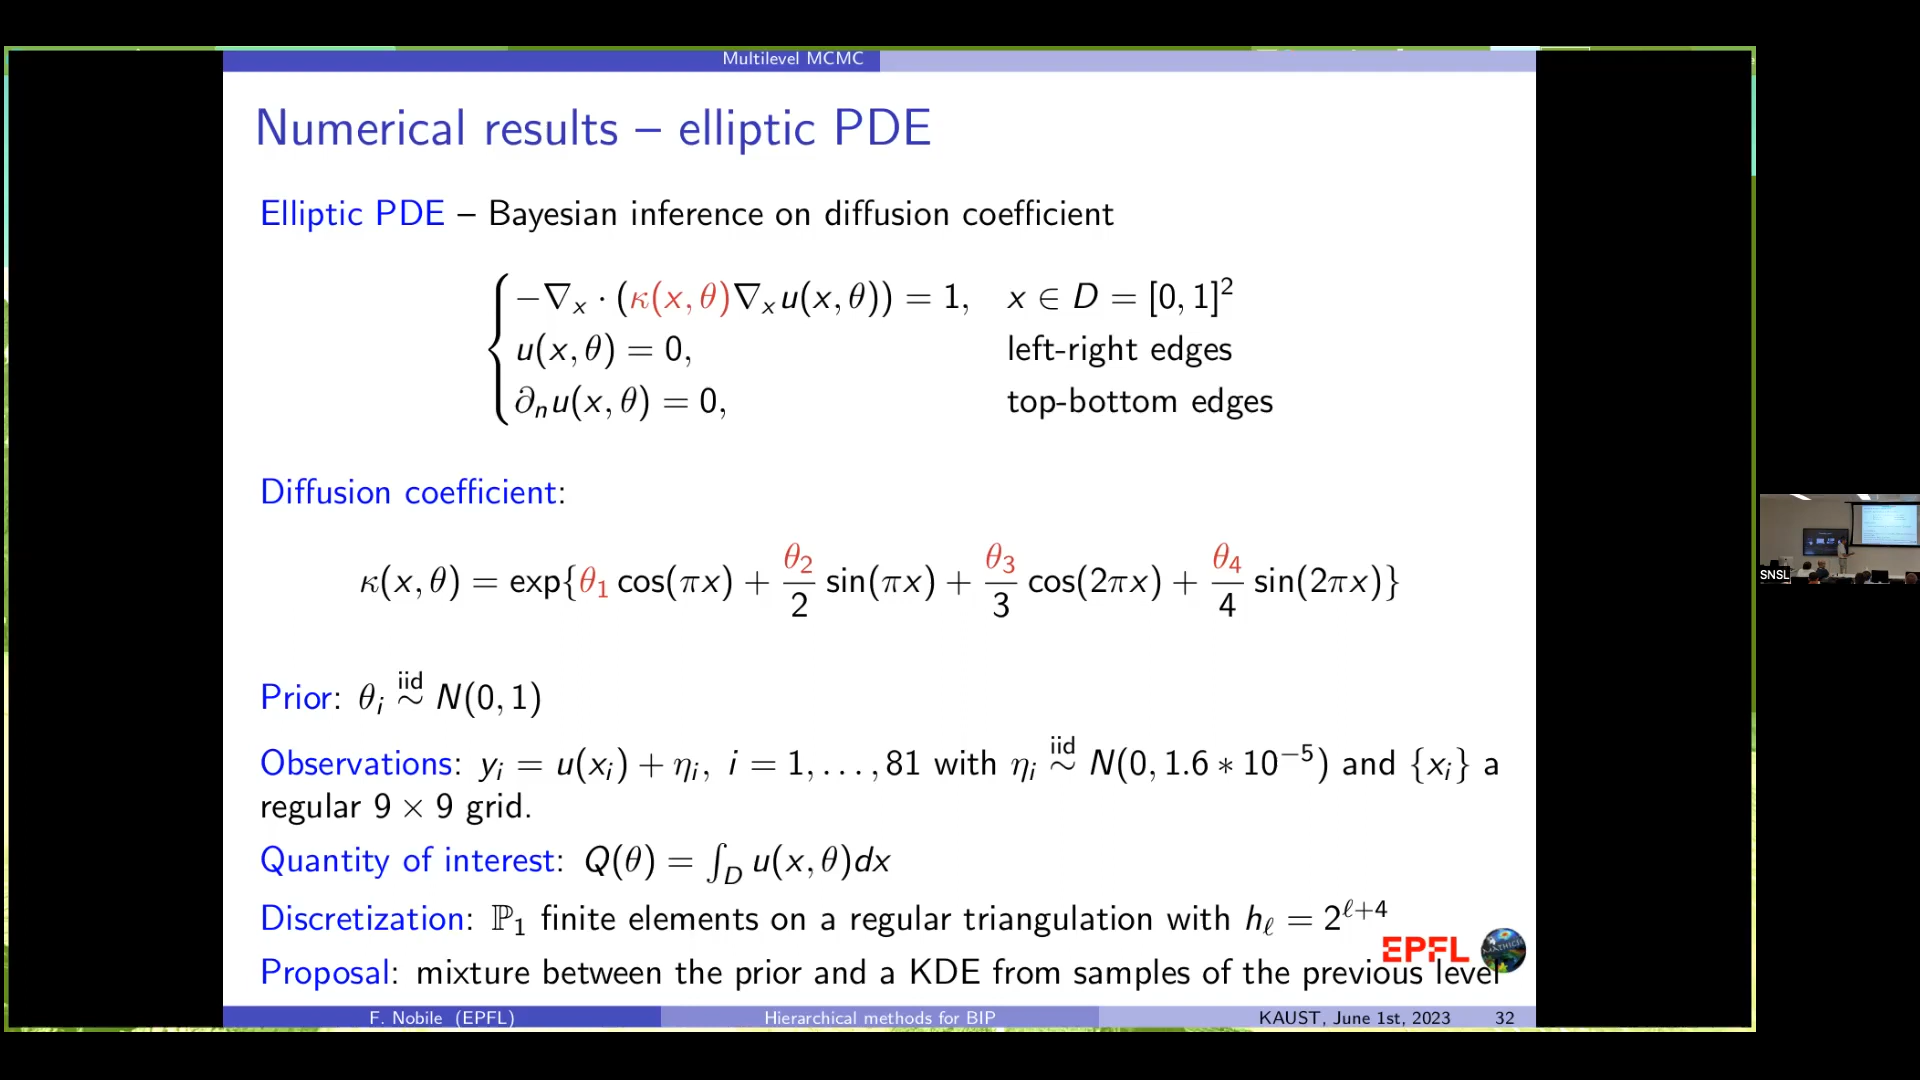 Multilevel MCMC
Numerical results – elliptic PDE
Elliptic PDE – Bayesian inference on diffusion coefficient
−∇ₓ · (κ(x, θ)∇ₓu(x, θ)) = 1, x ∈ D = [0, 1]²
u(x, θ) = 0, left-right edges
∂ₙu(x, θ) = 0, top-bottom edges
Diffusion coefficient:
κ(x, θ) = exp{θ₁ cos(πx) + θ₂/2 sin(πx) + θ₃/3 cos(2πx) + θ₄/4 sin(2πx)}
Prior: θᵢ iid ∼ N(0, 1)
Observations: yᵢ = u(xᵢ) + ηᵢ, i = 1, . . . , 81 with ηᵢ iid ∼ N(0, 1.6 ∗ 10⁻⁵) and {xᵢ} a
regular 9 × 9 grid.
Quantity of interest: Q(θ) = ∫_D u(x, θ)dx
Discretization: ℙ₁ finite elements on a regular triangulation with h_ℓ = 2^{ℓ+4}
Proposal: mixture between the prior and a KDE from samples of the previous level
EPFL
MATHICSE
F. Nobile (EPFL) Hierarchical methods for BIP KAUST, June 1st, 2023 32
SNSL